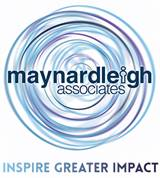 maynardleigh
associates
INSPIRE GREATER IMPACT